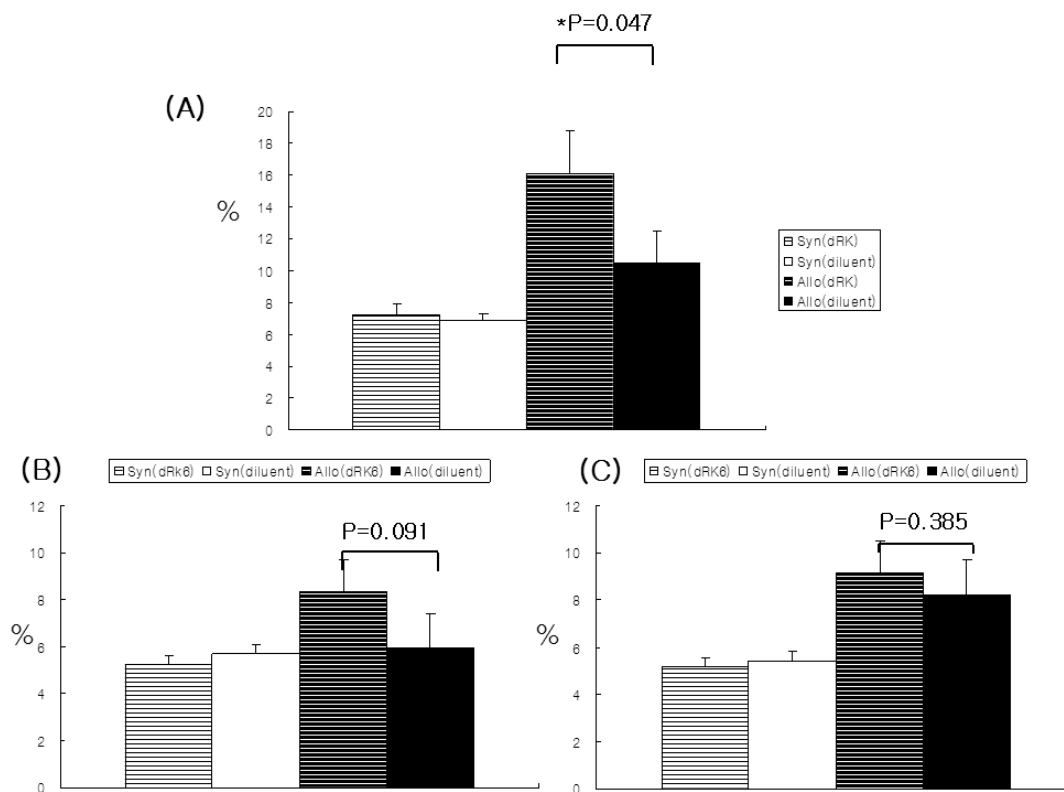 *P=0.047
(A)
20
18
16
14
12
10
8
6
4
2
0
%
Syn(dRK)
Syn(diluent)
Allo(dRK)
Allo(diluent)
(B)
Syn(dRk6) Syn(diluent) Allo(dRK6) Allo(diluent)
12
10
8
6
4
2
0
%
P=0.091
(C)
Syn(dRK6) Syn(diluent) Allo(dRK6) Allo(diluent)
12
10
8
6
4
2
0
%
P=0.385